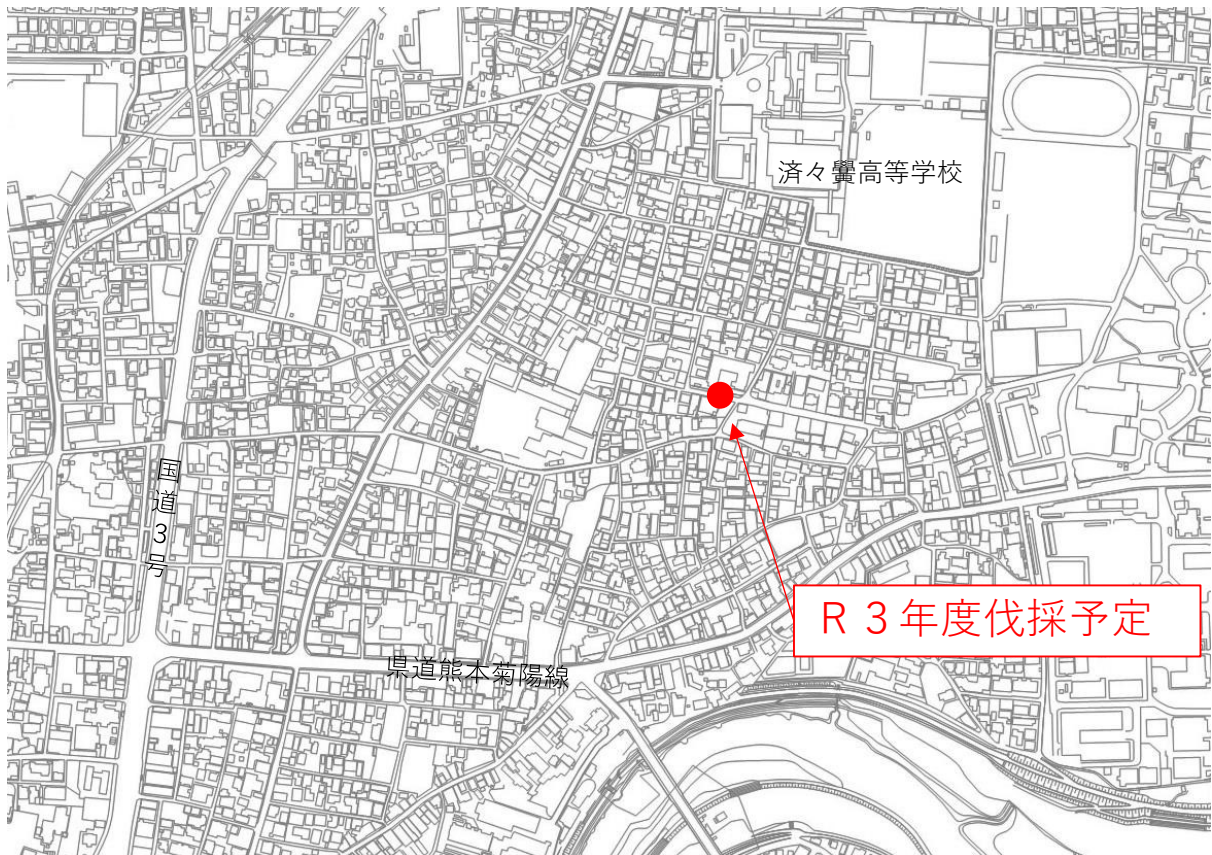 済々黌高等学校
国道３号
Ｒ３年度伐採予定
県道熊本菊陽線